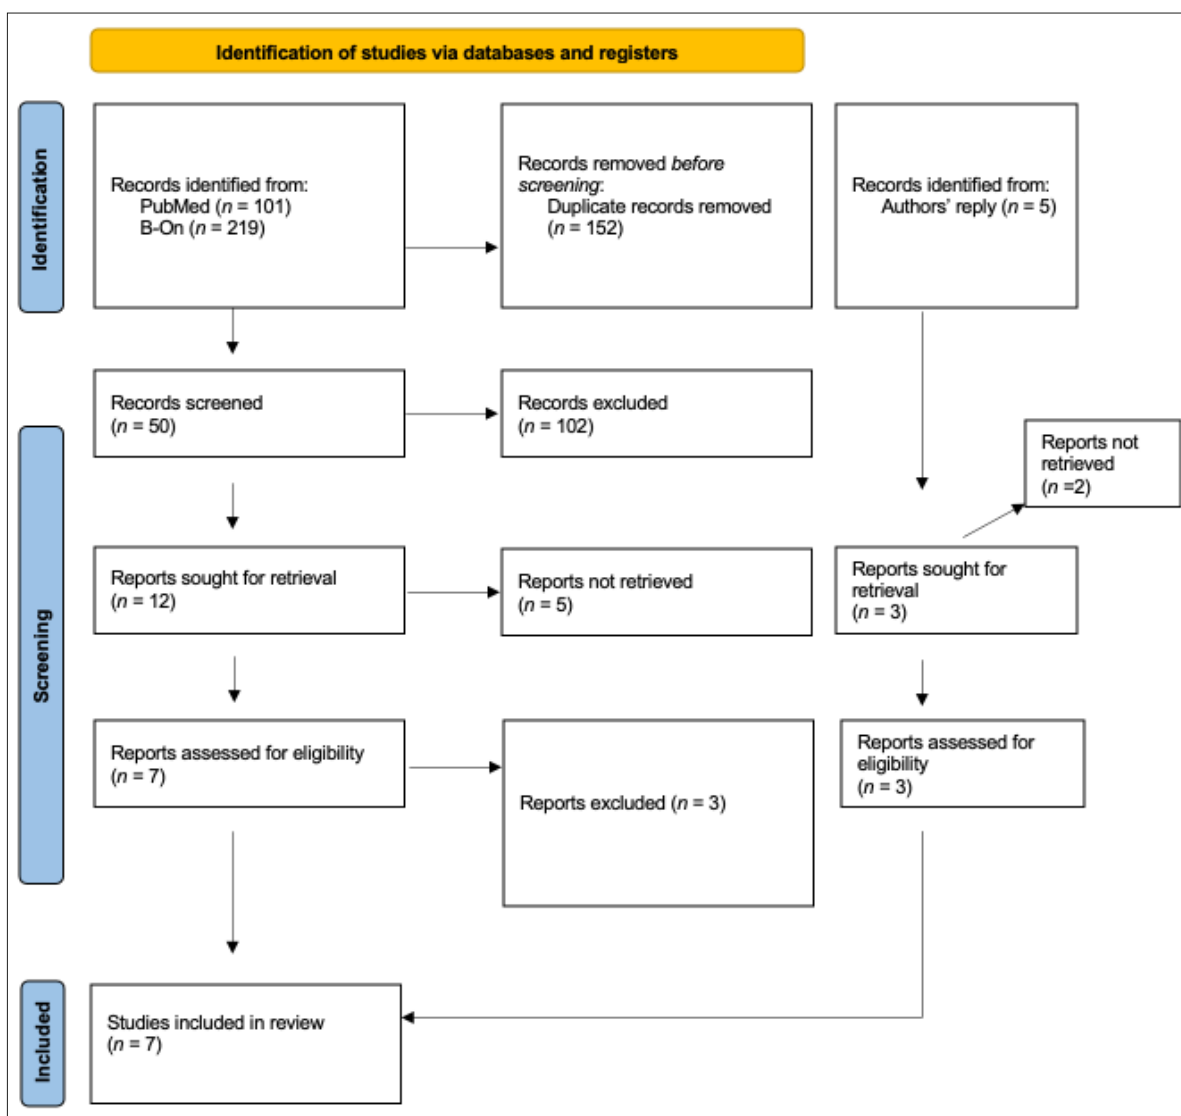 Identification of studies via databases and registers
Identification
Records identified from:
PubMed (n = 101)
B-On (n = 219)
Records removed before
screening:
Duplicate records removed
(n = 152)
Records identified from:
Authors' reply (n = 5)
Screening
Records screened
(n = 50)
Records excluded
(n = 102)
Reports not
retrieved
(n =2)
Reports sought for retrieval
(n = 12)
Reports not retrieved
(n = 5)
Reports sought for
retrieval
(n = 3)
Reports assessed for eligibility
(n = 7)
Reports excluded (n = 3)
Reports assessed for
eligibility
(n = 3)
Included
Studies included in review
(n = 7)